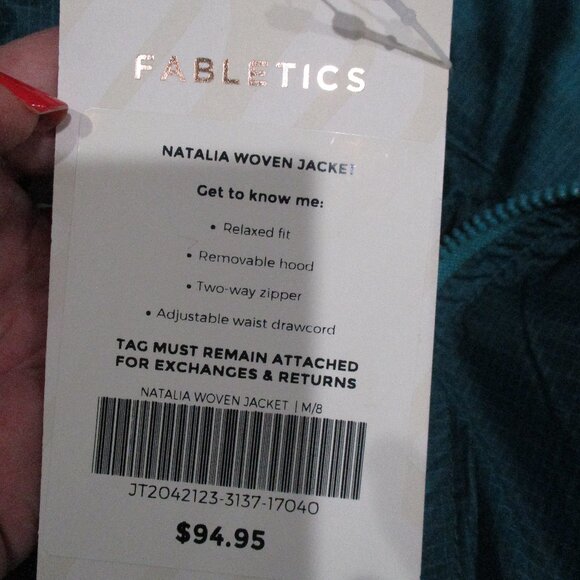 FABLETICS
NATALIA WOVEN JACKET
Get to know me:
• Relaxed fit
• Removable hood
• Two-way zipper
• Adjustable waist drawcord
TAG MUST REMAIN ATTACHED
FOR EXCHANGES & RETURNS
NATALIA WOVEN JACKET | M/8
JT2042123-3137-17040
$94.95